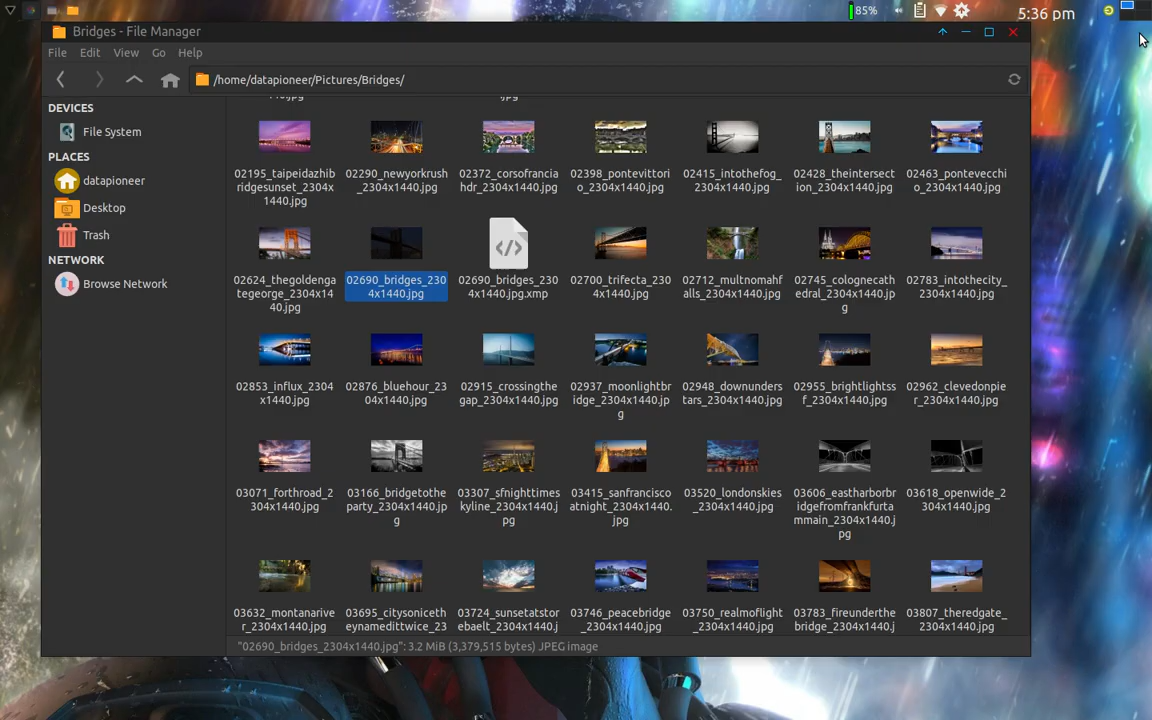 85%
5:36 pm
Bridges - File Manager
File Edit View Go Help
/home/datapioneer/Pictures/Bridges/
DEVICES
File System
PLACES
datapioneer
Desktop
Trash
NETWORK
Browse Network
02195_taipeidazhib
ridgesunset_2304x
1440.jpg
02290_newyorkrush
_2304x1440.jpg
02372_corsofrancia
hdr_2304x1440.jpg
02398_pontevittori
o_2304x1440.jpg
02415_intothefog_
2304x1440.jpg
02428_theintersect
ion_2304x1440.jpg
02463_pontevecchi
o_2304x1440.jpg
02624_thegoldenga
tegeorge_2304x14
40.jpg
02690_bridges_230
4x1440.jpg
02690_bridges_230
4x1440.jpg.xmp
02700_trifecta_230
4x1440.jpg
02712_multnomahf
alls_2304x1440.jpg
02745_colognecath
edral_2304x1440.jp
g
02783_intothecity_
2304x1440.jpg
02853_influx_2304
x1440.jpg
02876_bluehour_23
04x1440.jpg
02915_crossingthe
gap_2304x1440.jpg
02937_moonlightbr
idge_2304x1440.jp
g
02948_downunders
tars_2304x1440.jpg
02955_brightlightss
f_2304x1440.jpg
02962_clevedonpie
r_2304x1440.jpg
03071_forthroad_2
304x1440.jpg
03166_bridgetothe
party_2304x1440.jp
g
03307_sfnighttimes
kyline_2304x1440.j
pg
03415_sanfrancisco
atnight_2304x1440.
jpg
03520_londonskies
_2304x1440.jpg
03606_eastharborbr
idgefromfrankfurta
mmain_2304x1440.j
pg
03618_openwide_2
304x1440.jpg
03632_montanarive
r_2304x1440.jpg
03695_citysoniceth
eynamedittwice_23
03724_sunsetatstor
ebaelt_2304x1440.j
03746_peacebridge
_2304x1440.jpg
03750_realmoflight
_2304x1440.jpg
03783_fireunderthe
bridge_2304x1440.j
03807_theredgate_
2304x1440.jpg
"02690_bridges_2304x1440.jpg": 3.2 MiB (3,379,515 bytes) JPEG image